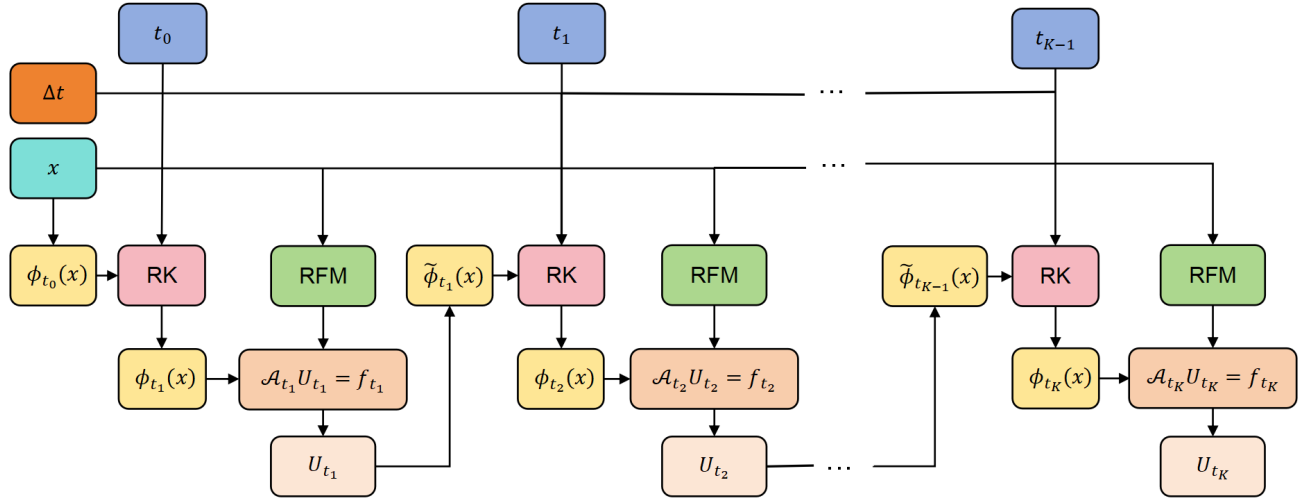 t₀ t₁ t_{K−1}
Δt ...
x ...
ϕ_{t₀}(x) RK RFM ϕ̃_{t₁}(x) RK RFM ϕ̃_{t_{K−1}}(x) RK RFM
ϕ_{t₁}(x) 𝒜_{t₁}U_{t₁} = f_{t₁} ϕ_{t₂}(x) 𝒜_{t₂}U_{t₂} = f_{t₂} ϕ_{t_K}(x) 𝒜_{t_K}U_{t_K} = f_{t_K}
U_{t₁} U_{t₂} ... U_{t_K}